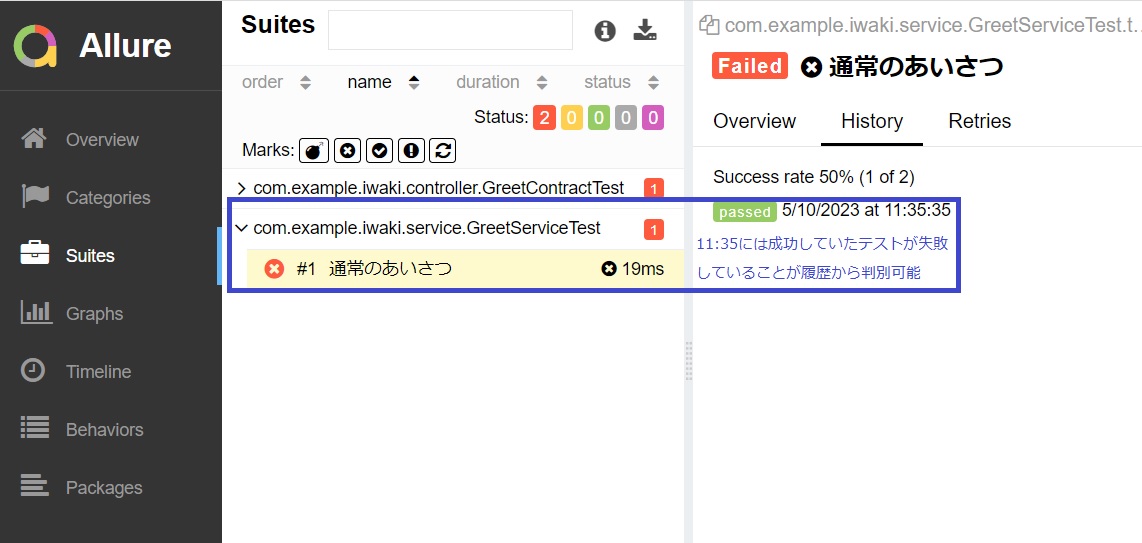 Allure
Overview
Categories
Suites
Graphs
Timeline
Behaviors
Packages
Suites
order name duration status
Status: 2 0 0 0 0
Marks:
com.example.iwaki.controller.GreetContractTest 1
com.example.iwaki.service.GreetServiceTest 1
#1 通常のあいさつ 19ms
com.example.iwaki.service.GreetServiceTest.t...
Failed 通常のあいさつ
Overview History Retries
Success rate 50% (1 of 2)
passed 5/10/2023 at 11:35:35
11:35には成功していたテストが失敗
していることが履歴から判別可能